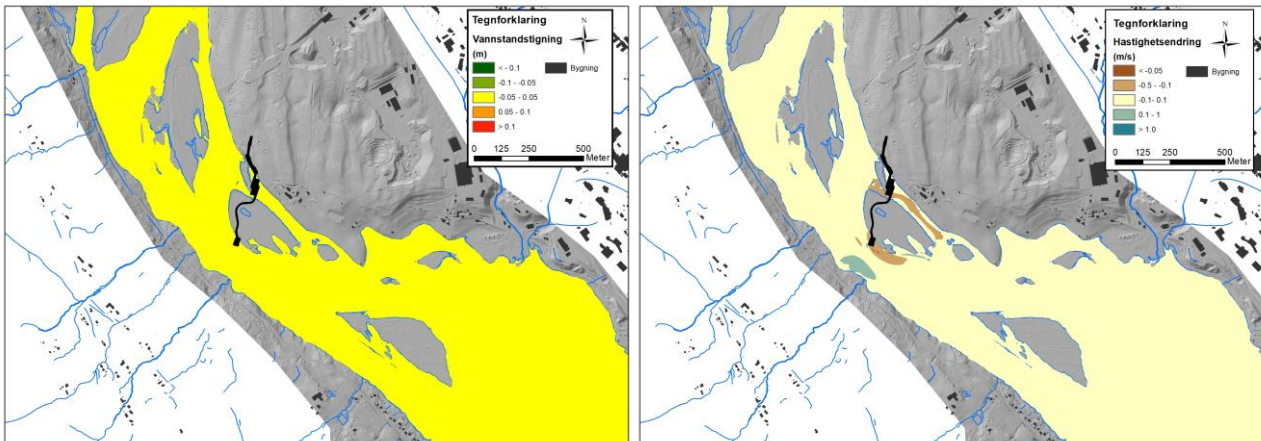 Tegnforklaring
Vannstandstigning
(m)
N
< - 0.1
-0.1 - -0.05
-0.05 - 0.05
0.05 - 0.1
> 0.1
Bygning
0 125 250 500
Meter
Tegnforklaring
Hastighetsendring
(m/s)
N
< -0.05
-0.5 - -0.1
-0.1- 0.1
0.1 - 1
> 1.0
Bygning
0 125 250 500
Meter